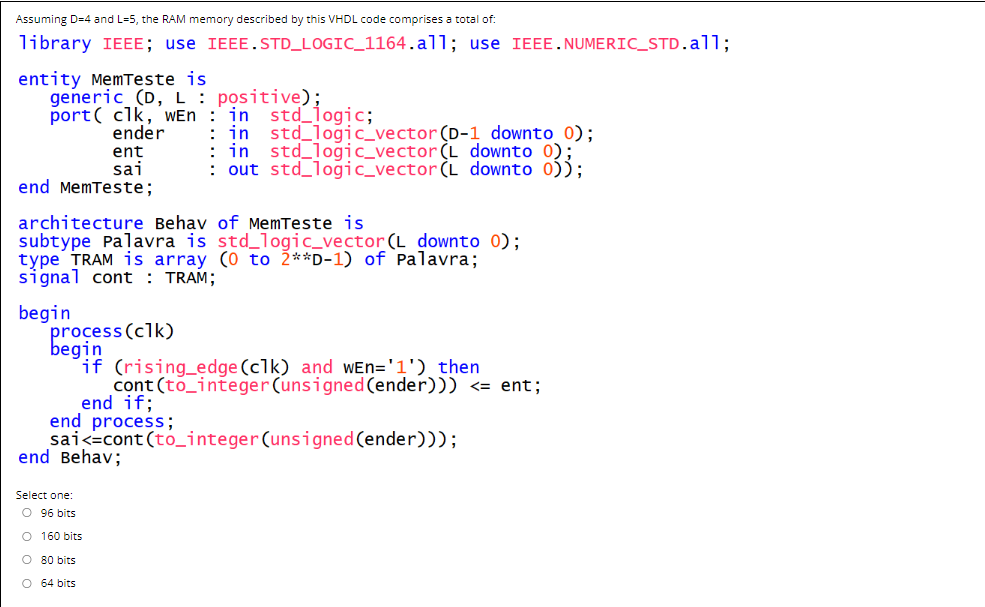 Assuming D=4 and L=5, the RAM memory described by this VHDL code comprises a total of:
library IEEE; use IEEE.STD_LOGIC_1164.all; use IEEE.NUMERIC_STD.all;
entity MemTeste is
generic (D, L : positive);
port( clk, wEn : in std_logic;
ender : in std_logic_vector(D-1 downto 0);
ent : in std_logic_vector(L downto 0);
sai : out std_logic_vector(L downto 0));
end MemTeste;
architecture Behav of MemTeste is
subtype Palavra is std_logic_vector(L downto 0);
type TRAM is array (0 to 2**D-1) of Palavra;
signal cont : TRAM;
begin
process(clk)
begin
if (rising_edge(clk) and wEn='1') then
cont(to_integer(unsigned(ender))) <= ent;
end if;
end process;
sai<=cont(to_integer(unsigned(ender)));
end Behav;
Select one:
96 bits
160 bits
80 bits
64 bits